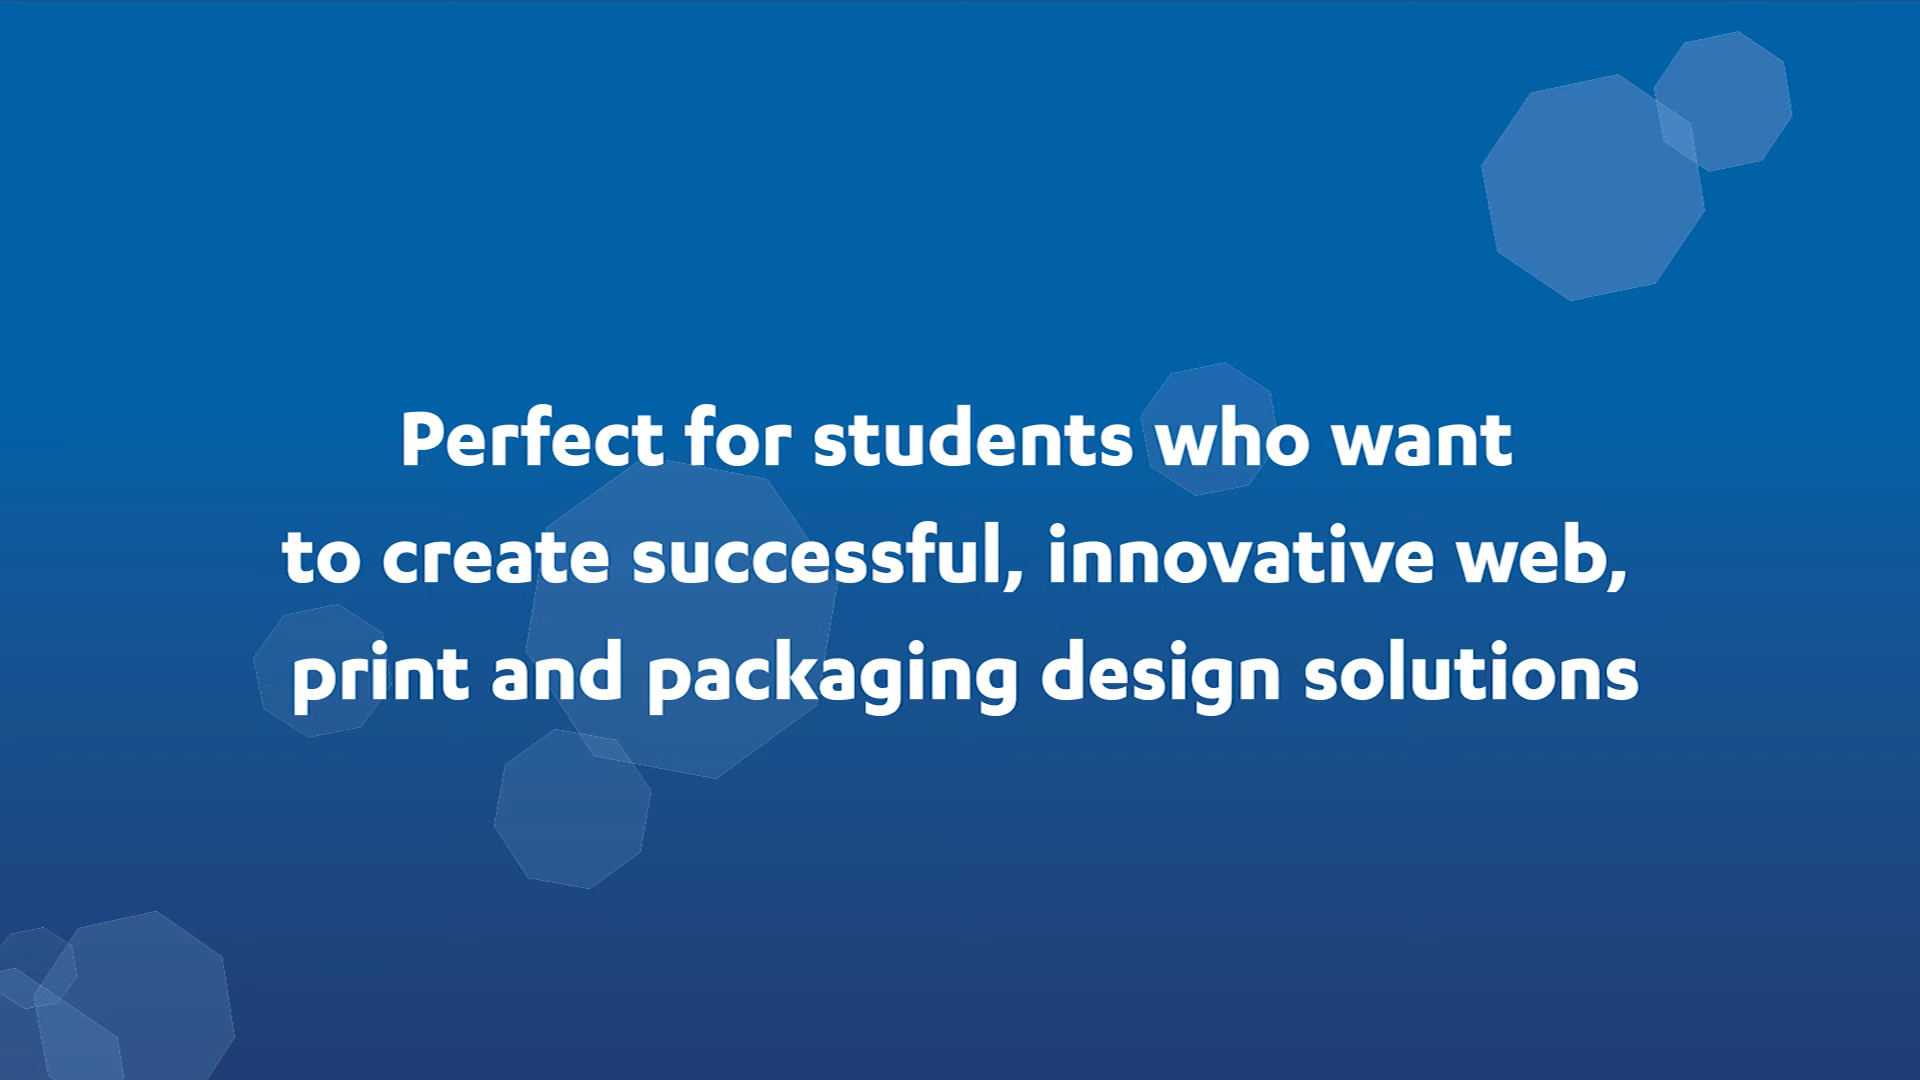 Perfect for students who want
to create successful, innovative web,
print and packaging design solutions